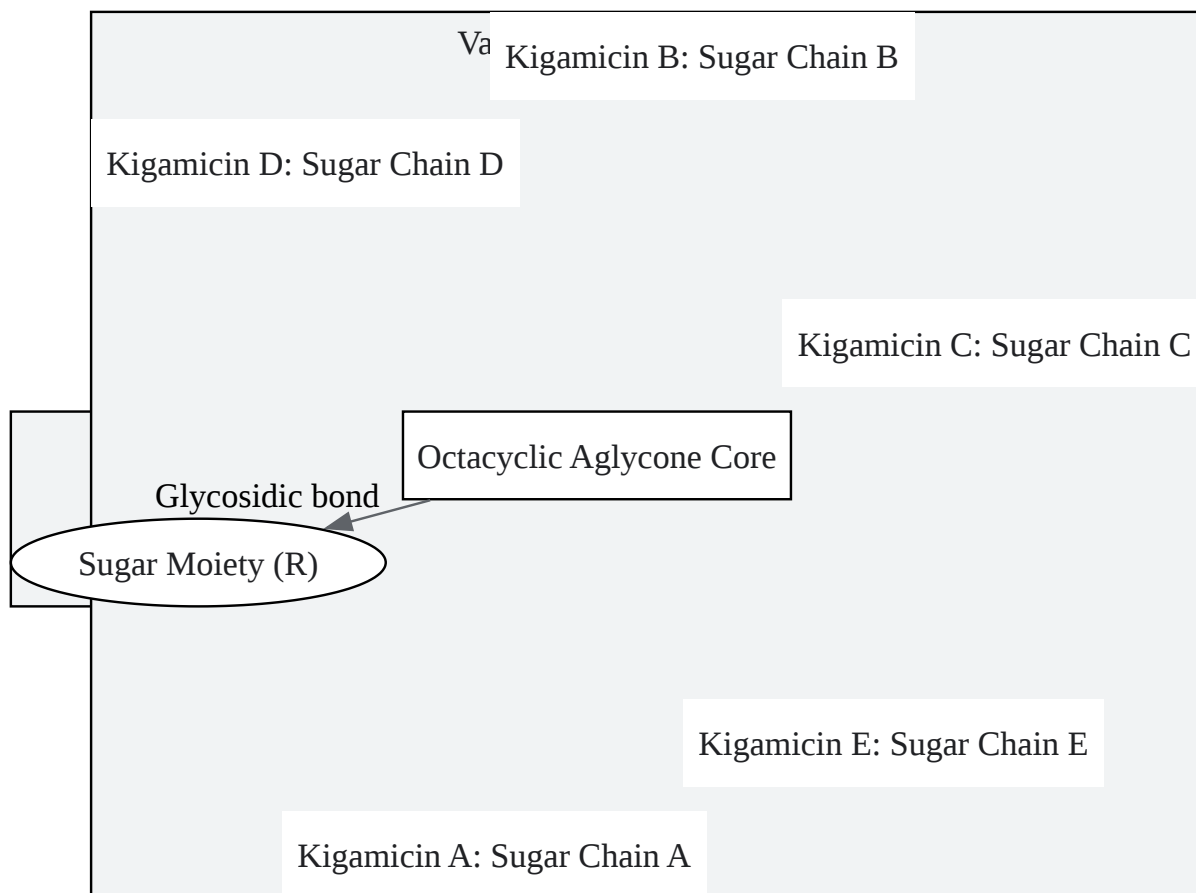 Kigamicin B: Sugar Chain B
Kigamicin D: Sugar Chain D
Kigamicin C: Sugar Chain C
Octacyclic Aglycone Core
Glycosidic bond
Sugar Moiety (R)
Kigamicin E: Sugar Chain E
Kigamicin A: Sugar Chain A